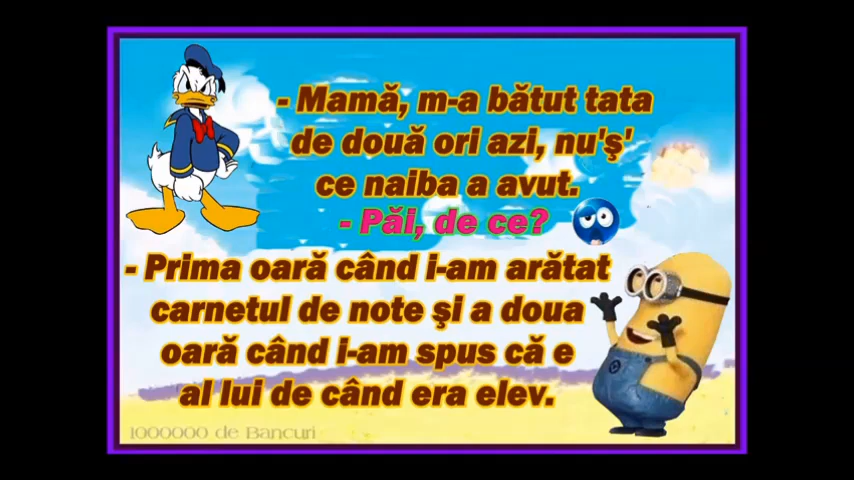 - Mamă, m-a bătut tata
de două ori azi, nu'ş'
ce naiba a avut.
- Păi, de ce?
- Prima oară când i-am arătat
carnetul de note şi a doua
oară când i-am spus că e
al lui de când era elev.
1000000 de Bancuri